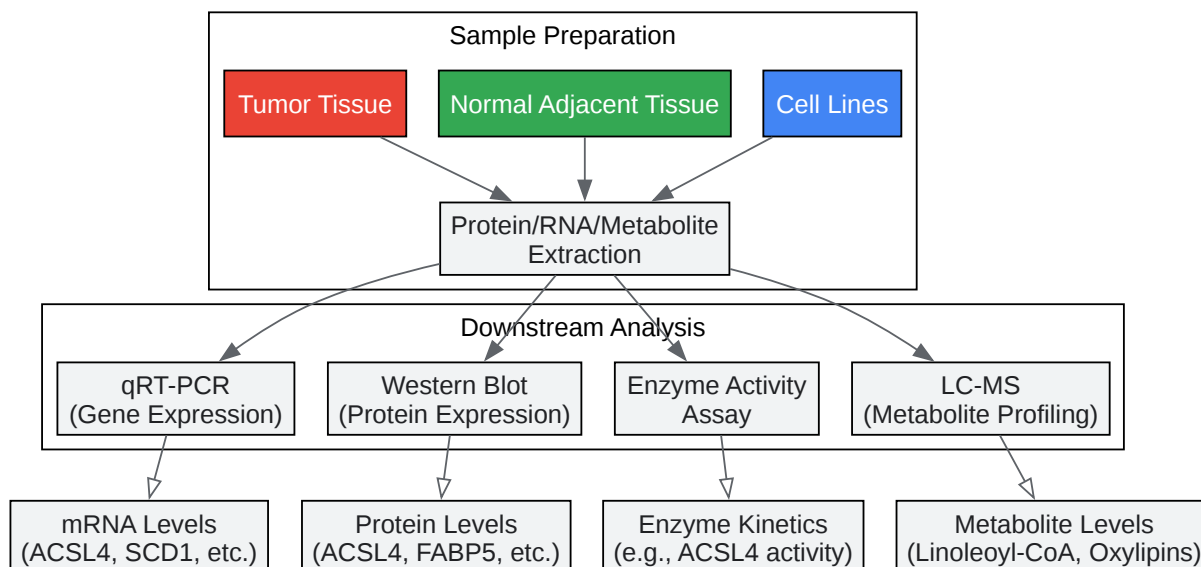 Sample Preparation
Tumor Tissue
Normal Adjacent Tissue
Cell Lines
Protein/RNA/Metabolite
Extraction
Downstream Analysis
qRT-PCR
(Gene Expression)
Western Blot
(Protein Expression)
Enzyme Activity
Assay
LC-MS
(Metabolite Profiling)
mRNA Levels
(ACSL4, SCD1, etc.)
Protein Levels
(ACSL4, FABP5, etc.)
Enzyme Kinetics
(e.g., ACSL4 activity)
Metabolite Levels
(Linoleoyl-CoA, Oxylipins)